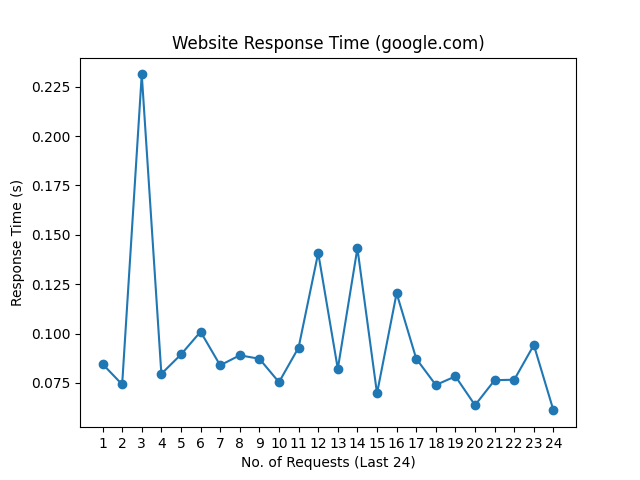 Website Response Time (google.com)
0.225
0.200
0.175
0.150
0.125
0.100
0.075
Response Time (s)
1 2 3 4 5 6 7 8 9 10 11 12 13 14 15 16 17 18 19 20 21 22 23 24
No. of Requests (Last 24)